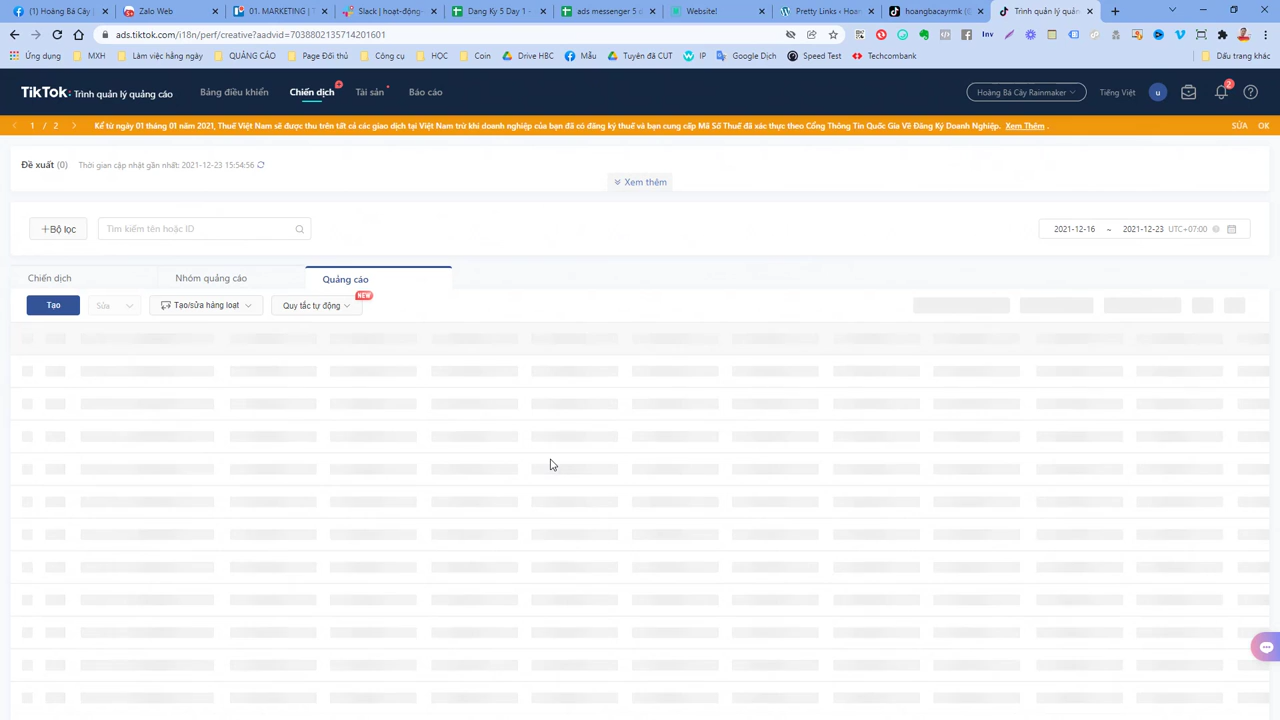 (1) Hoàng Bá Cây
Zalo Web
01. MARKETING | T
Slack | hoạt-động-
Dang Ky 5 Day 1 -
ads messenger 5 c
Website!
Pretty Links ‹ Hoan
hoangbacayrmk (
Trình quản lý quản
ads.tiktok.com/i18n/perf/creative?aadvid=7038802135714201601
Ứng dụng
MXH
Làm việc hằng ngày
QUẢNG CÁO
Page Đối thủ
Công cụ
HỌC
Coin
Drive HBC
Mẫu
Tuyên đã CUT
IP
Google Dịch
Speed Test
Techcombank
Dấu trang khác
TikTok: Trình quản lý quảng cáo
Bảng điều khiển
Chiến dịch
Tài sản
Báo cáo
Hoàng Bá Cây Rainmaker
Tiếng Việt
u
2
1 / 2
Kể từ ngày 01 tháng 01 năm 2021, Thuế Việt Nam sẽ được thu trên tất cả các giao dịch tại Việt Nam trừ khi doanh nghiệp của bạn đã có đăng ký thuế và bạn cung cấp Mã Số Thuế đã xác thực theo Cổng Thông Tin Quốc Gia Về Đăng Ký Doanh Nghiệp. Xem Thêm .
SỬA
OK
Đề xuất (0)
Thời gian cập nhật gần nhất: 2021-12-23 15:54:56
Xem thêm
+Bộ lọc
Tìm kiếm tên hoặc ID
2021-12-16 ~ 2021-12-23 UTC+07:00
Chiến dịch
Nhóm quảng cáo
Quảng cáo
Tạo
Sửa
Tạo/sửa hàng loạt
Quy tắc tự động
NEW